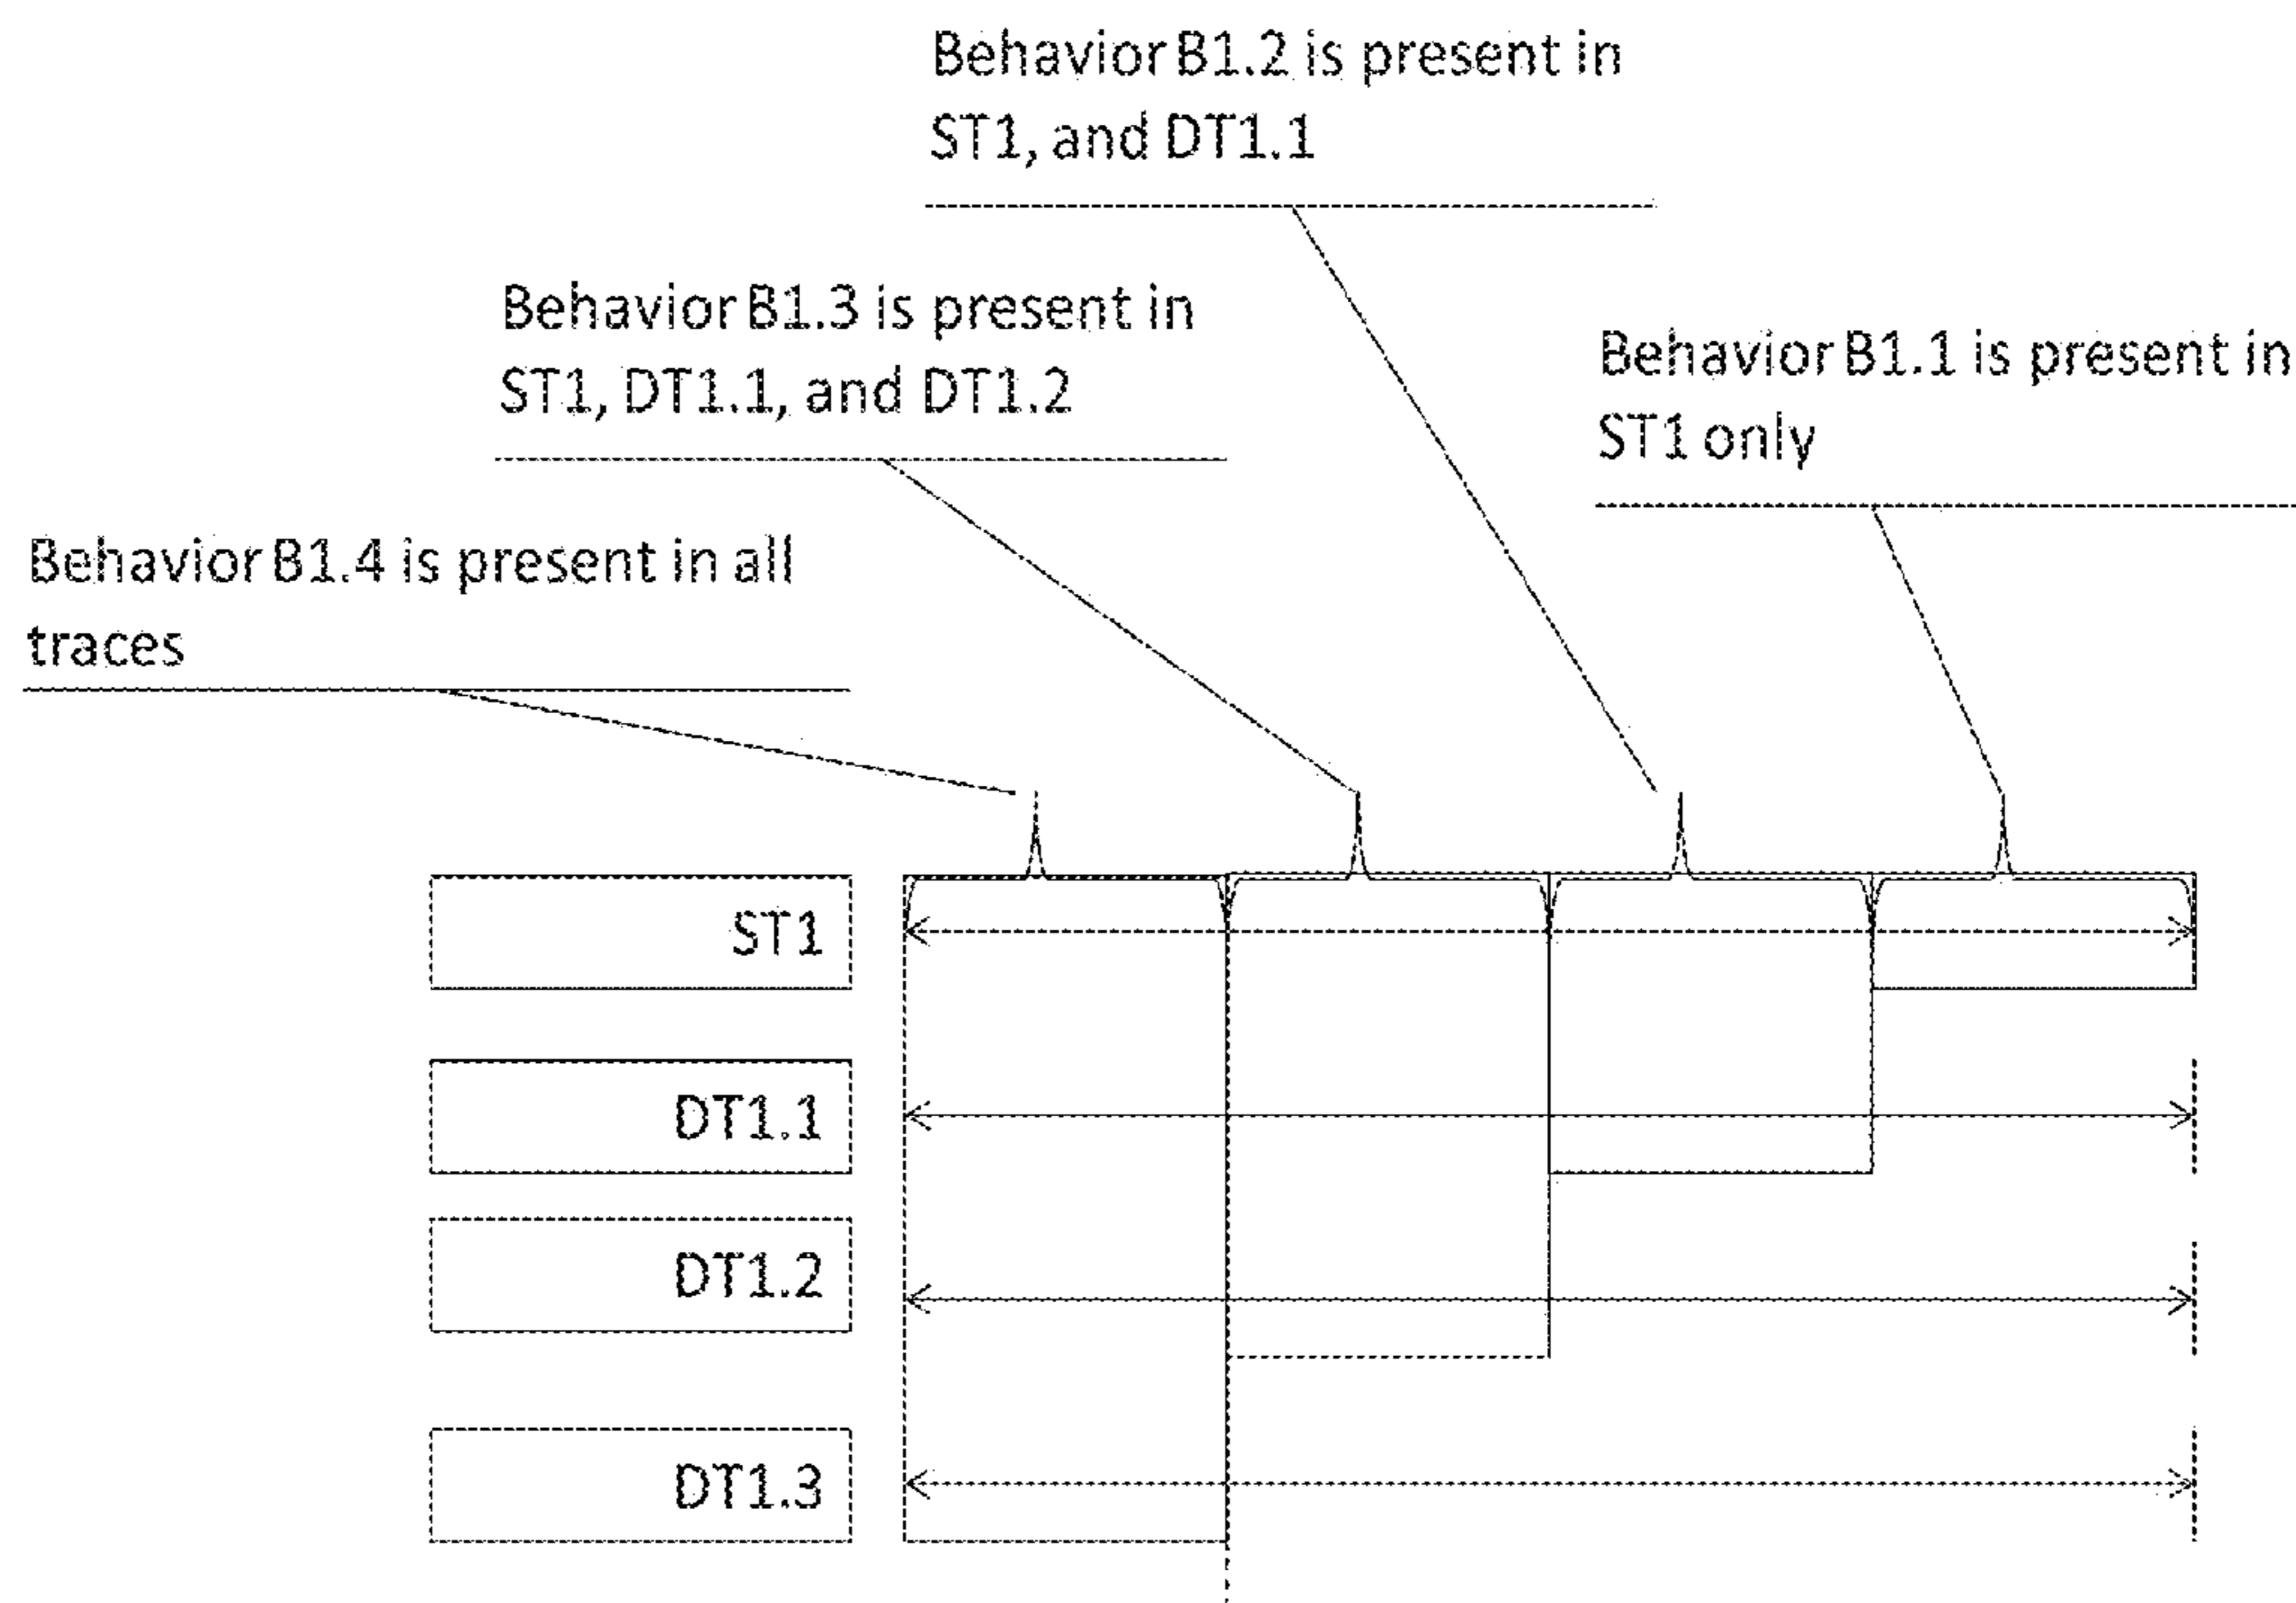 Behavior B1.2 is present in
ST1, and DT1.1
Behavior B1.3 is present in
ST1, DT1.1, and DT1.2
Behavior B1.1 is present in
ST1 only
Behavior B1.4 is present in all
traces
ST1
DT1.1
DT1.2
DT1.3